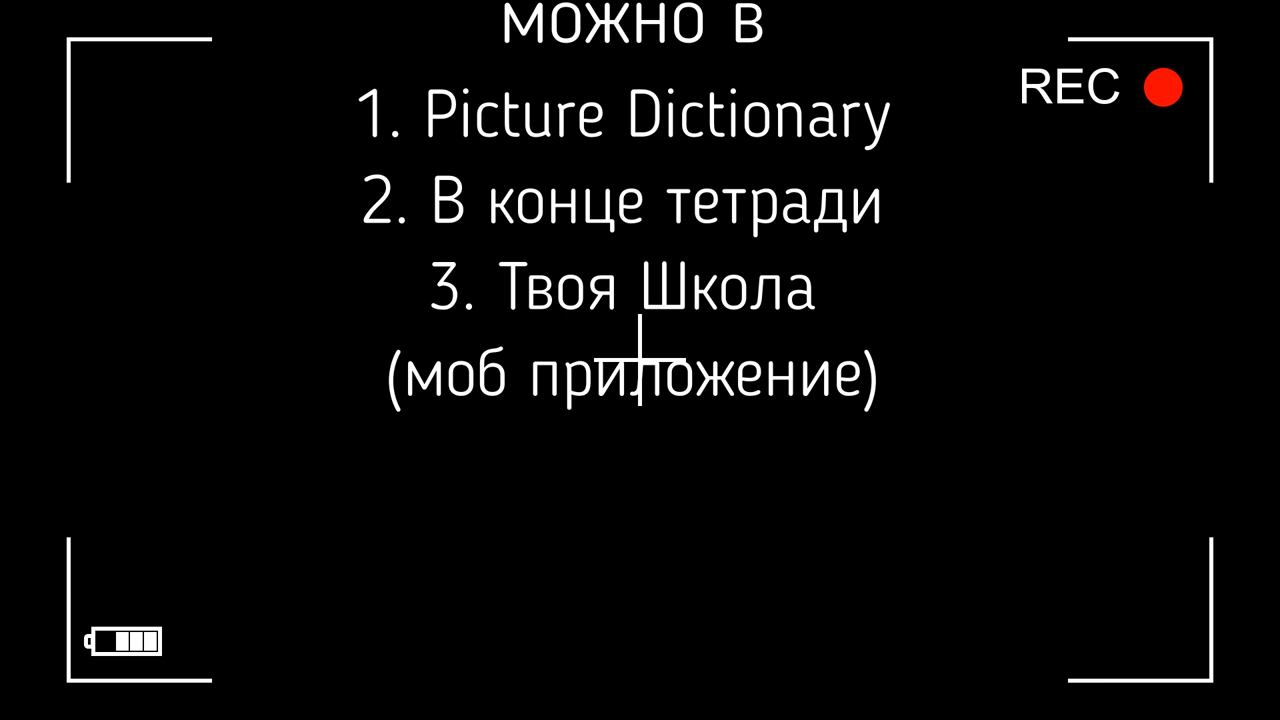 можно в
REC
1. Picture Dictionary
2. В конце тетради
3. Твоя Школа
(моб приложение)